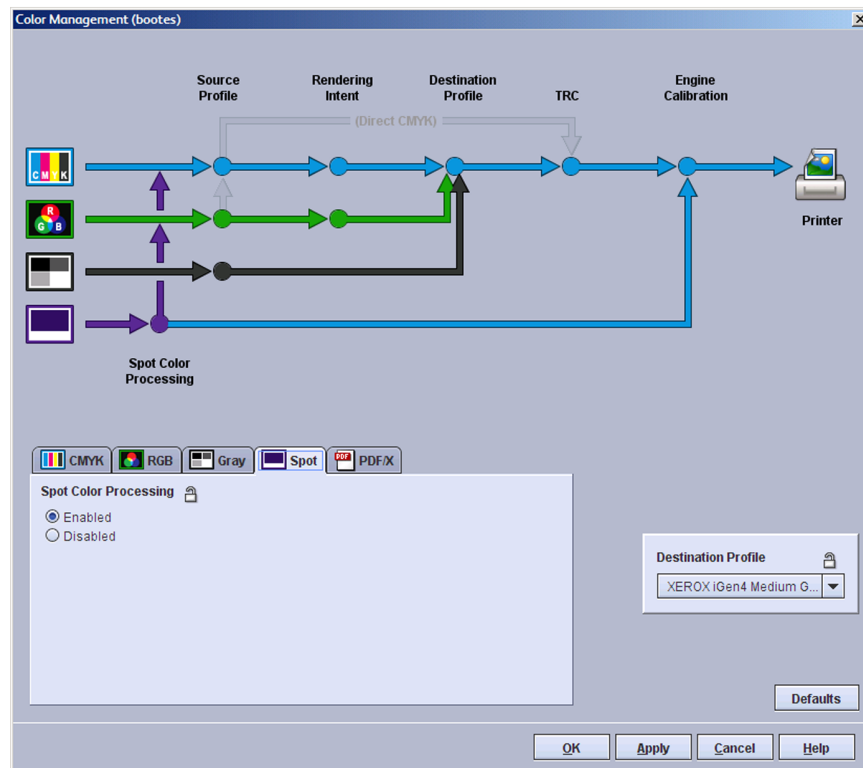 Color Management (bootes)
Source Profile
Rendering Intent
Destination Profile
TRC
Engine Calibration
(Direct CMYK)
C M Y K
R
G B
Printer
Spot Color Processing
CMYK
RGB
Gray
Spot
PDF
PDF/X
Spot Color Processing
Enabled
Disabled
Destination Profile
XEROX iGen4 Medium G...
Defaults
OK
Apply
Cancel
Help